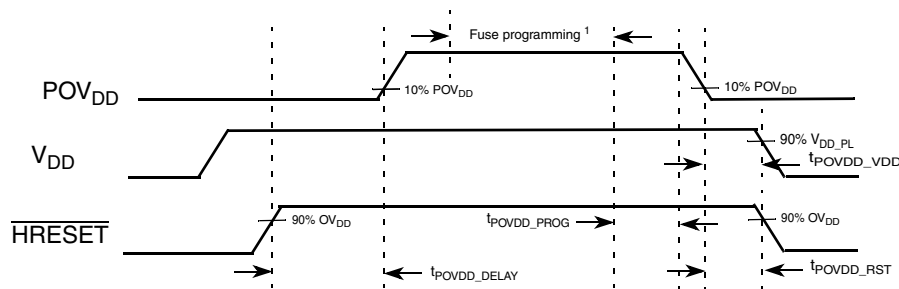 Fuse programming 1
POVDD
10% POVDD
10% POVDD
VDD
90% VDD_PL
tPOVDD_VDD
HRESET
90% OVDD
tPOVDD_PROG
90% OVDD
tPOVDD_DELAY
tPOVDD_RST